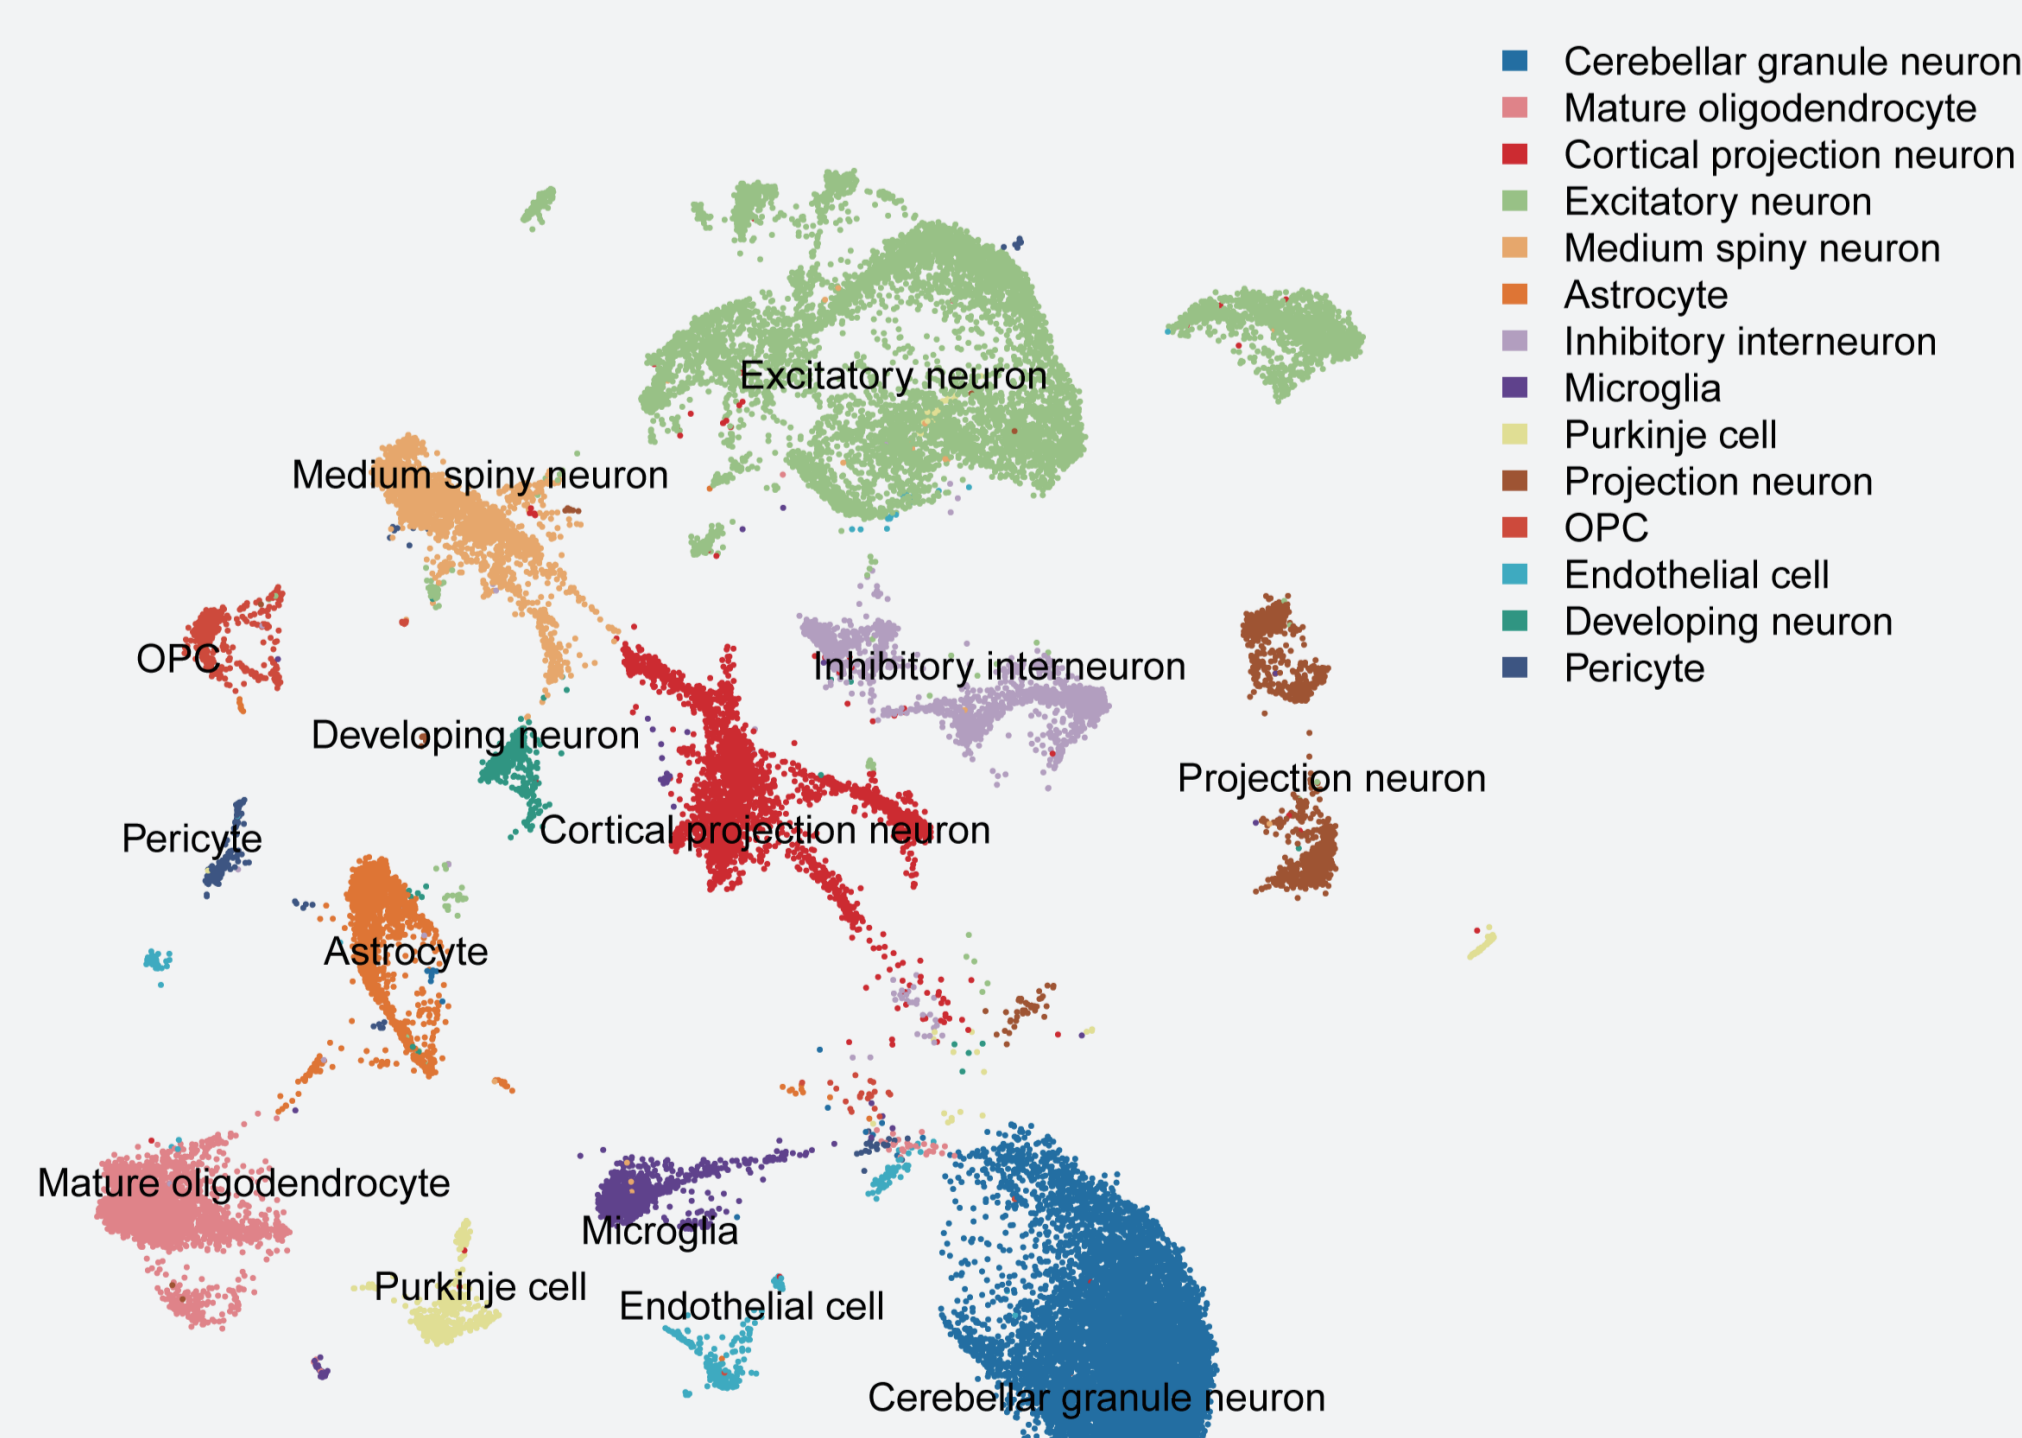 Cerebellar granule neuron
Mature oligodendrocyte
Cortical projection neuron
Excitatory neuron
Medium spiny neuron
Astrocyte
Inhibitory interneuron
Microglia
Purkinje cell
Projection neuron
OPC
Endothelial cell
Developing neuron
Pericyte
Excitatory neuron
Medium spiny neuron
OPC
Inhibitory interneuron
Developing neuron
Projection neuron
Pericyte
Cortical projection neuron
Astrocyte
Mature oligodendrocyte
Microglia
Purkinje cell
Endothelial cell
Cerebellar granule neuron